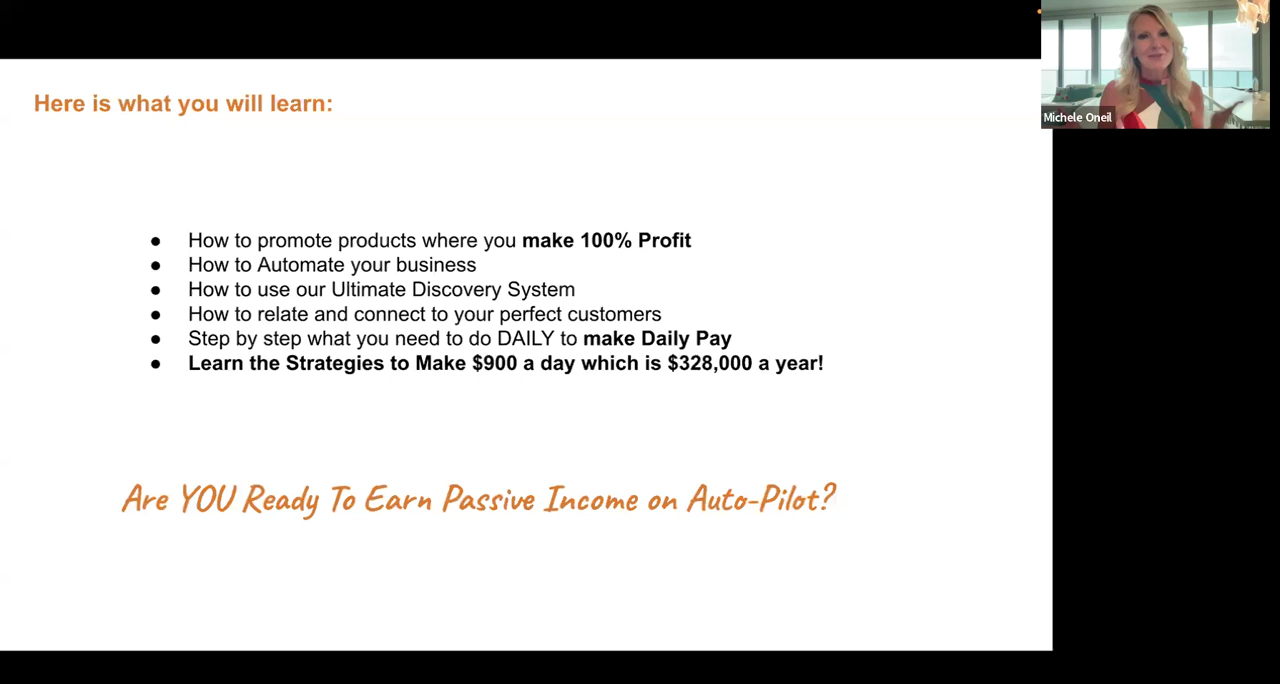 Here is what you will learn:
Michele Oneil
● How to promote products where you make 100% Profit
● How to Automate your business
● How to use our Ultimate Discovery System
● How to relate and connect to your perfect customers
● Step by step what you need to do DAILY to make Daily Pay
● Learn the Strategies to Make $900 a day which is $328,000 a year!
Are YOU Ready To Earn Passive Income on Auto-Pilot?